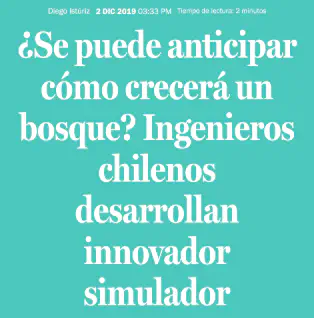 Diego Istúriz 2 DIC 2019 03:33 PM Tiempo de lectura: 2 minutos
¿Se puede anticipar
cómo crecerá un
bosque? Ingenieros
chilenos
desarrollan
innovador
simulador